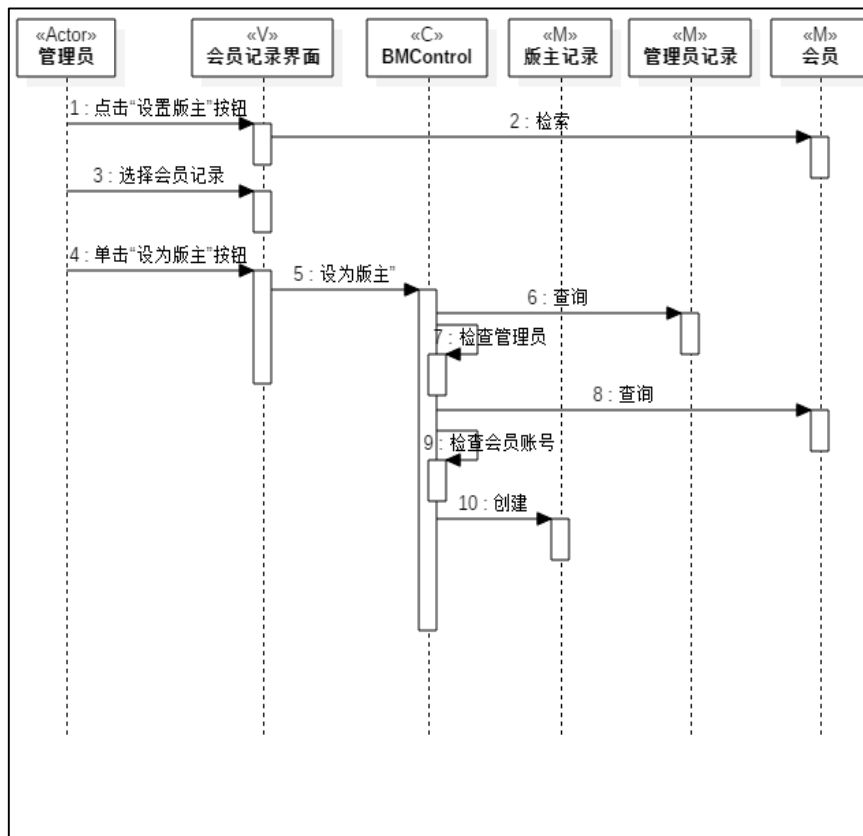 «Actor»
管理员
«V»
会员记录界面
«C»
BMControl
«M»
版主记录
«M»
管理员记录
«M»
会员
1 : 点击“设置版主”按钮
2 : 检索
3 : 选择会员记录
4 : 单击“设为版主”按钮
5 : 设为版主”
6 : 查询
7 : 检查管理员
8 : 查询
9 : 检查会员账号
10 : 创建